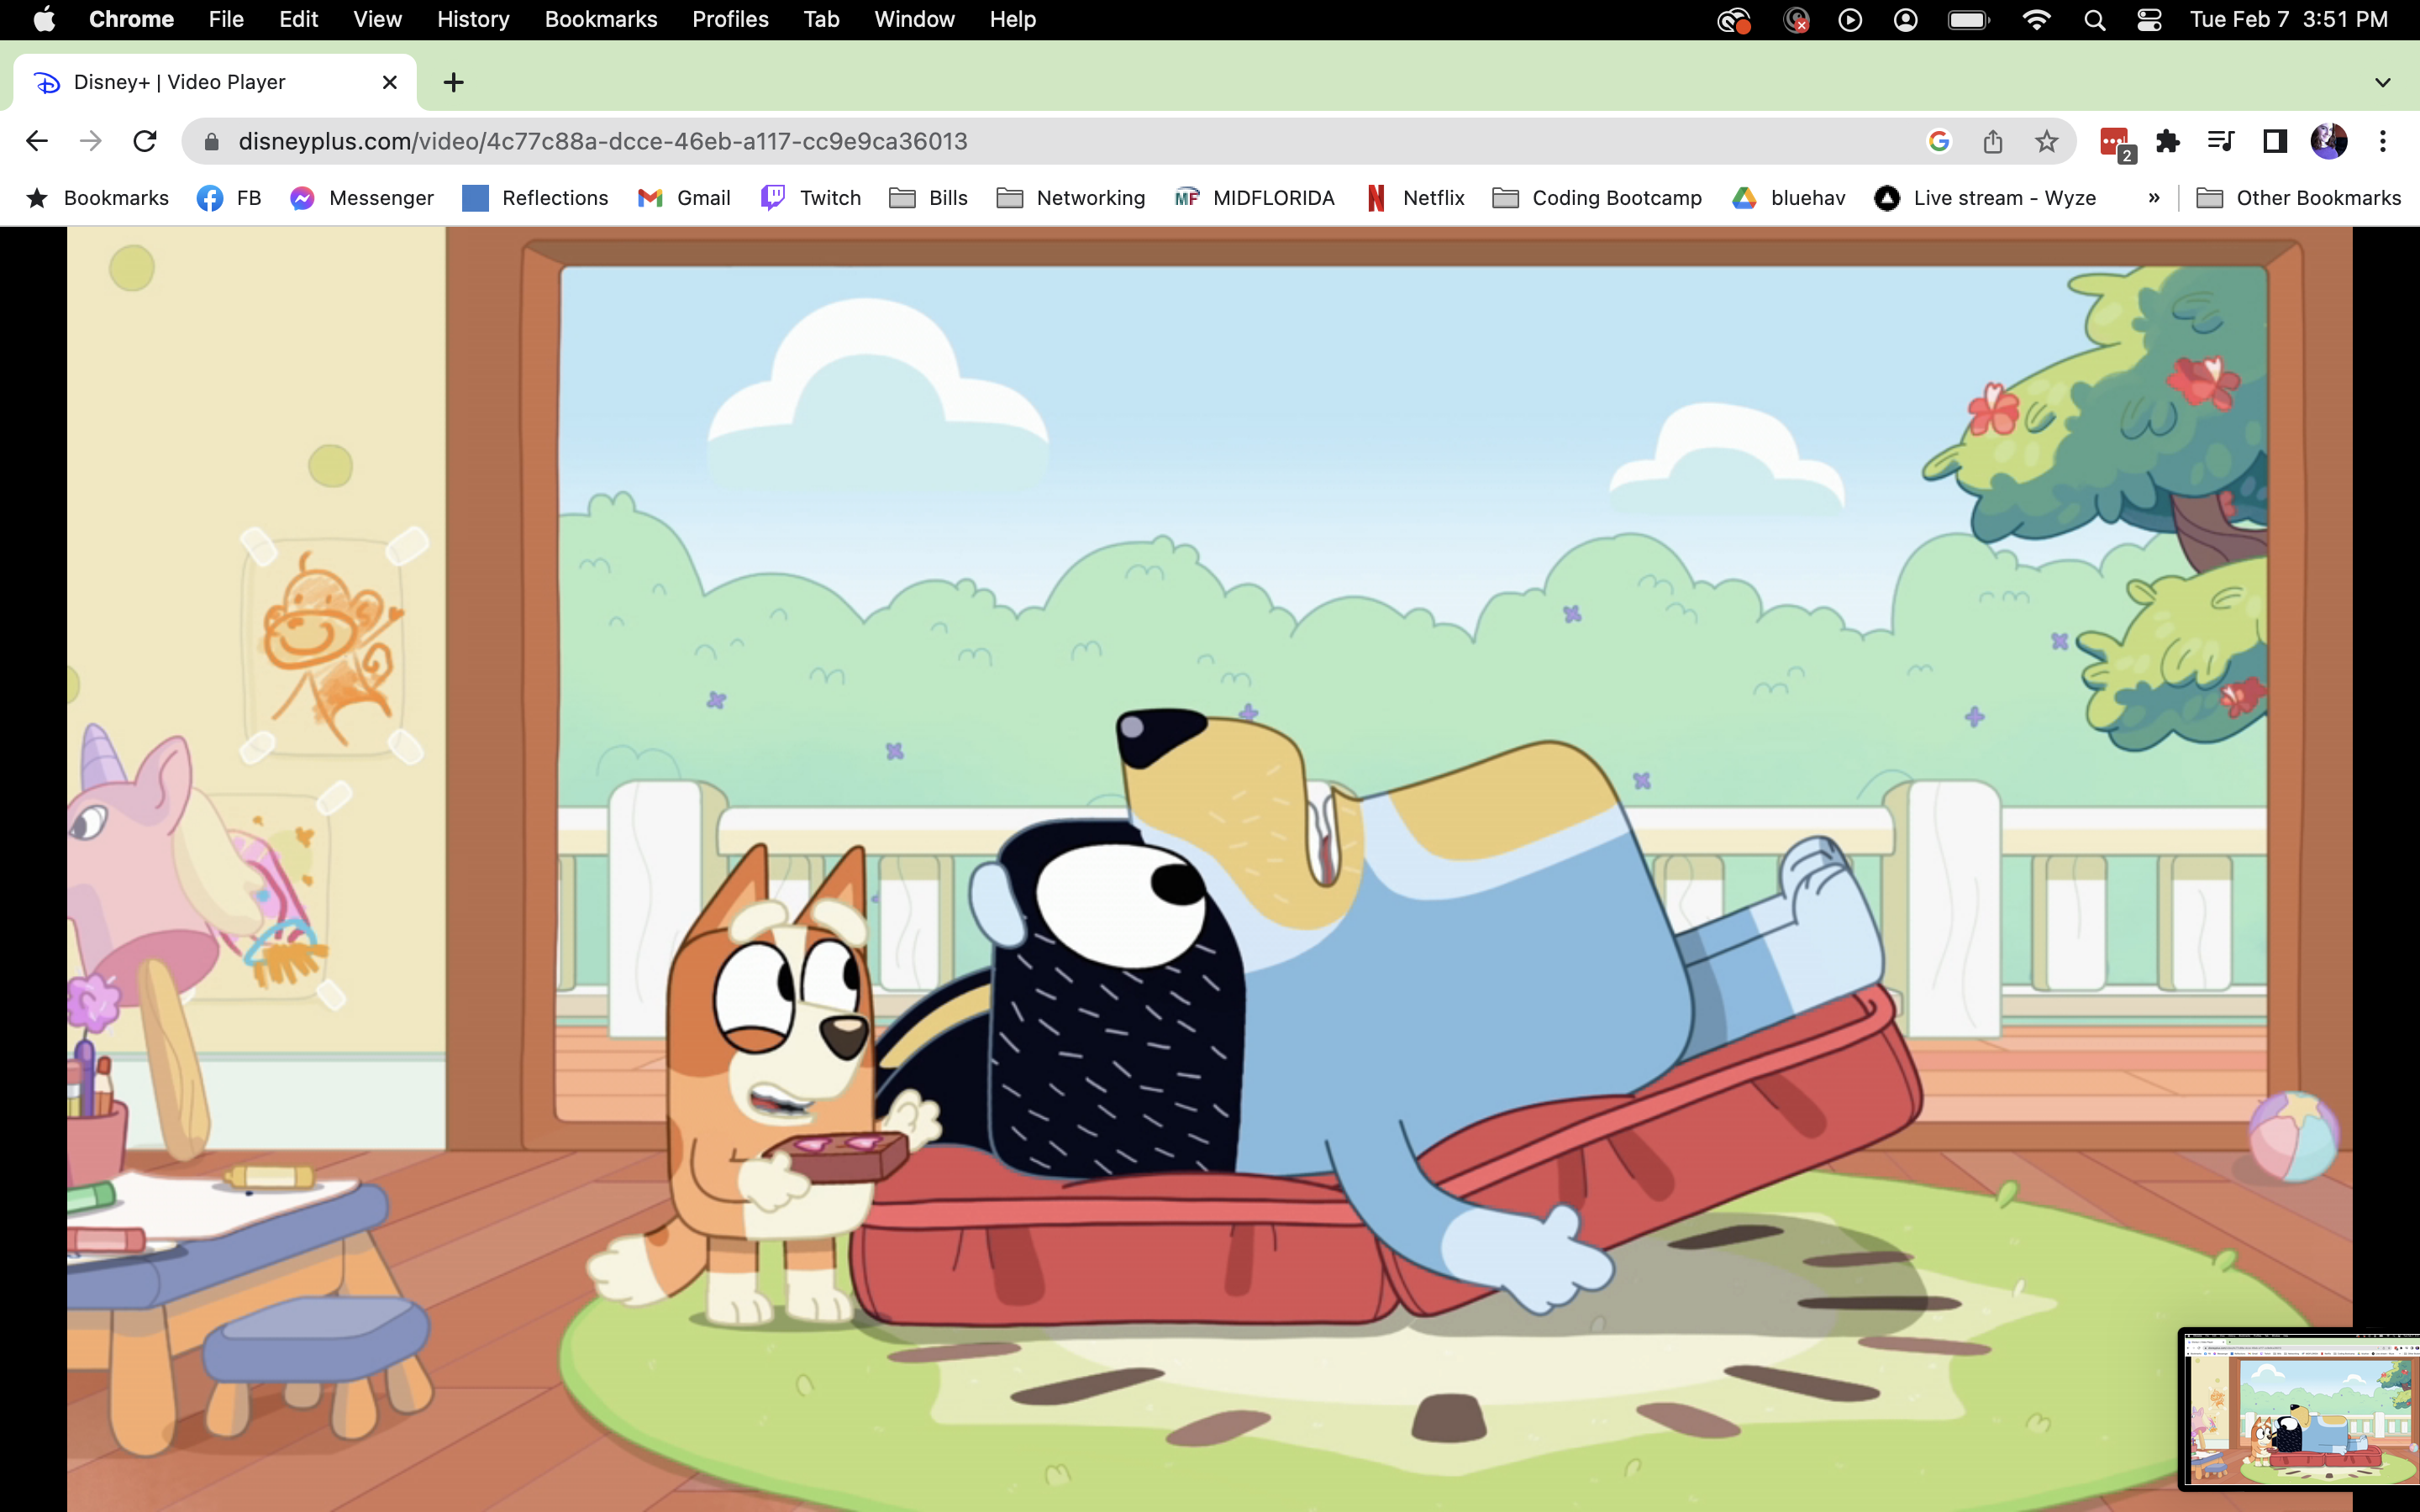 Chrome File Edit View History Bookmarks Profiles Tab Window Help Tue Feb 7 3:51 PM
Disney+ | Video Player
disneyplus.com/video/4c77c88a-dcce-46eb-a117-cc9e9ca36013 2
Bookmarks FB Messenger Reflections Gmail Twitch Bills Networking MF MIDFLORIDA Netflix Coding Bootcamp bluehav Live stream - Wyze » Other Bookmarks